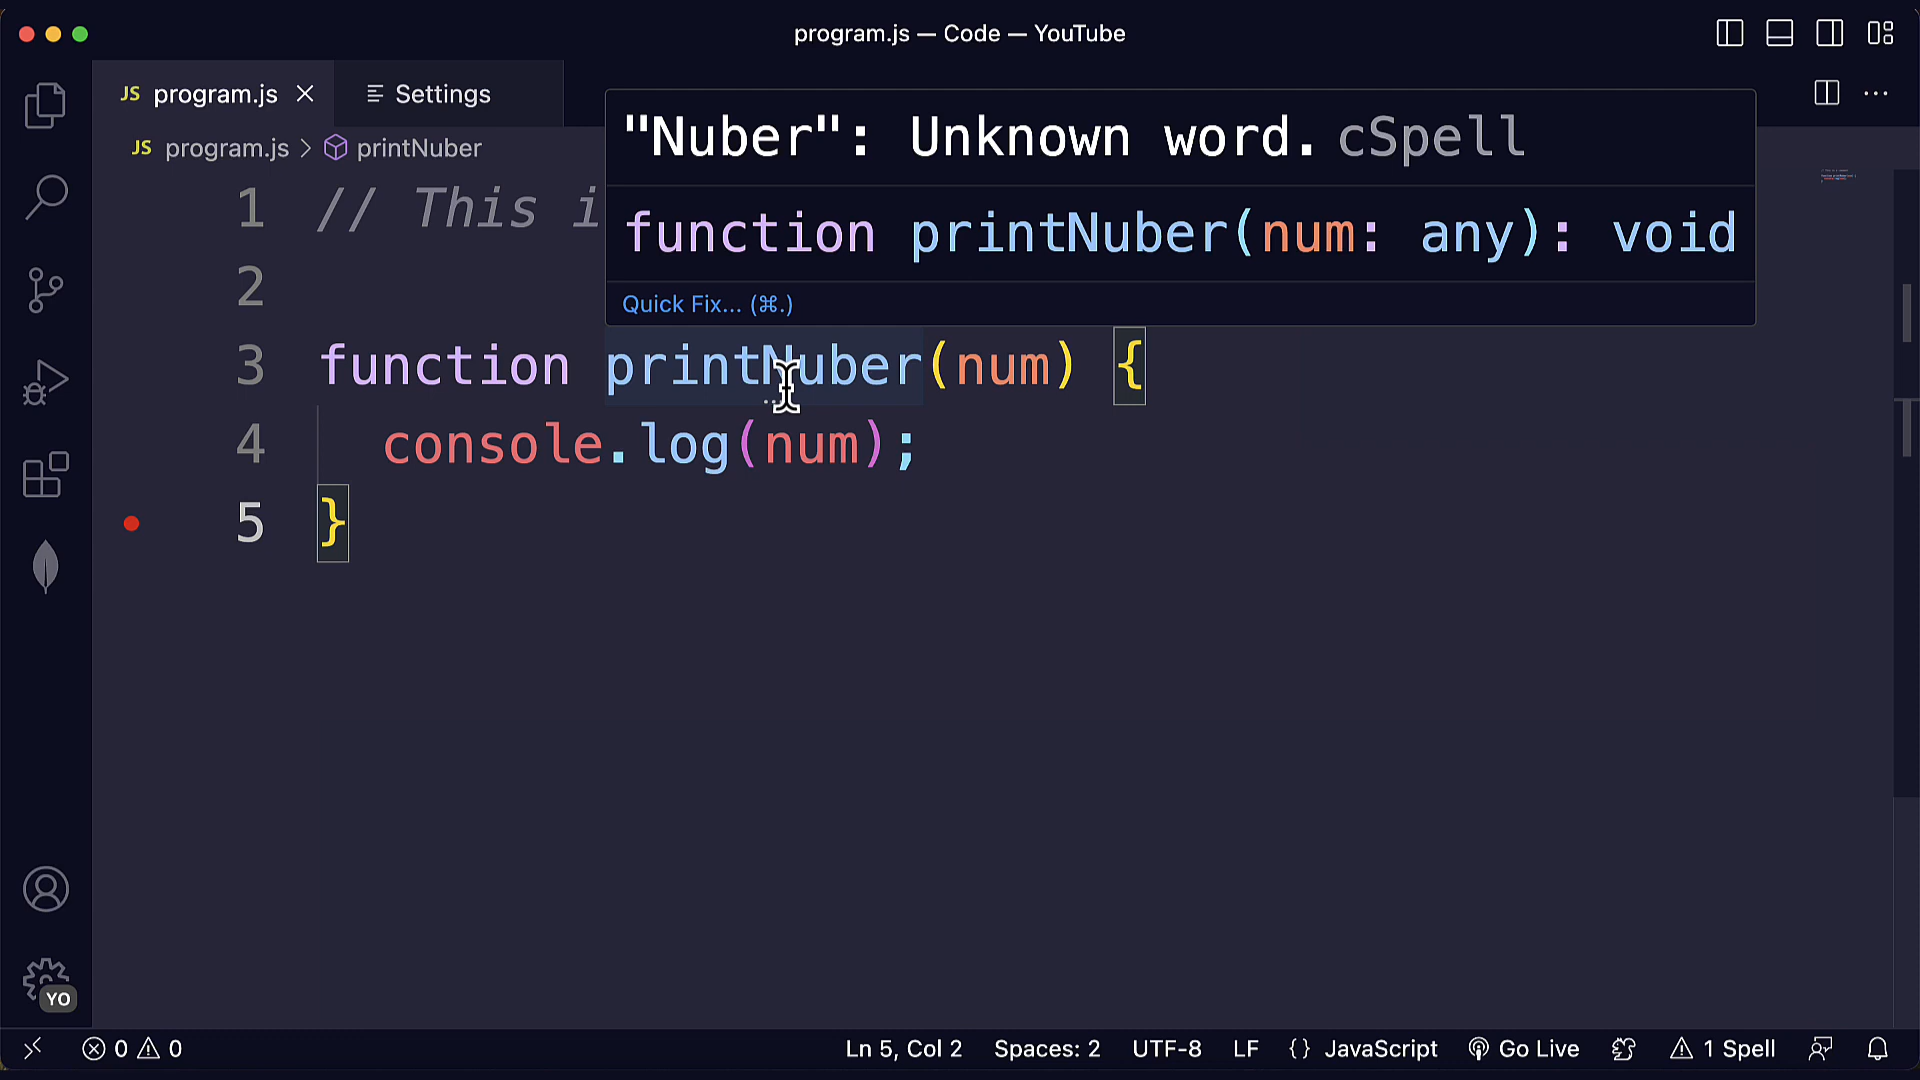 program.js — Code — YouTube
JS program.js
Settings
JS program.js > printNuber
"Nuber": Unknown word. cSpell
function printNuber(num: any): void
Quick Fix... (⌘.)
1 // This i
2
3 function printNuber(num) {
4 console.log(num);
5 }
YO
0 0
Ln 5, Col 2 Spaces: 2 UTF-8 LF {} JavaScript Go Live 1 Spell